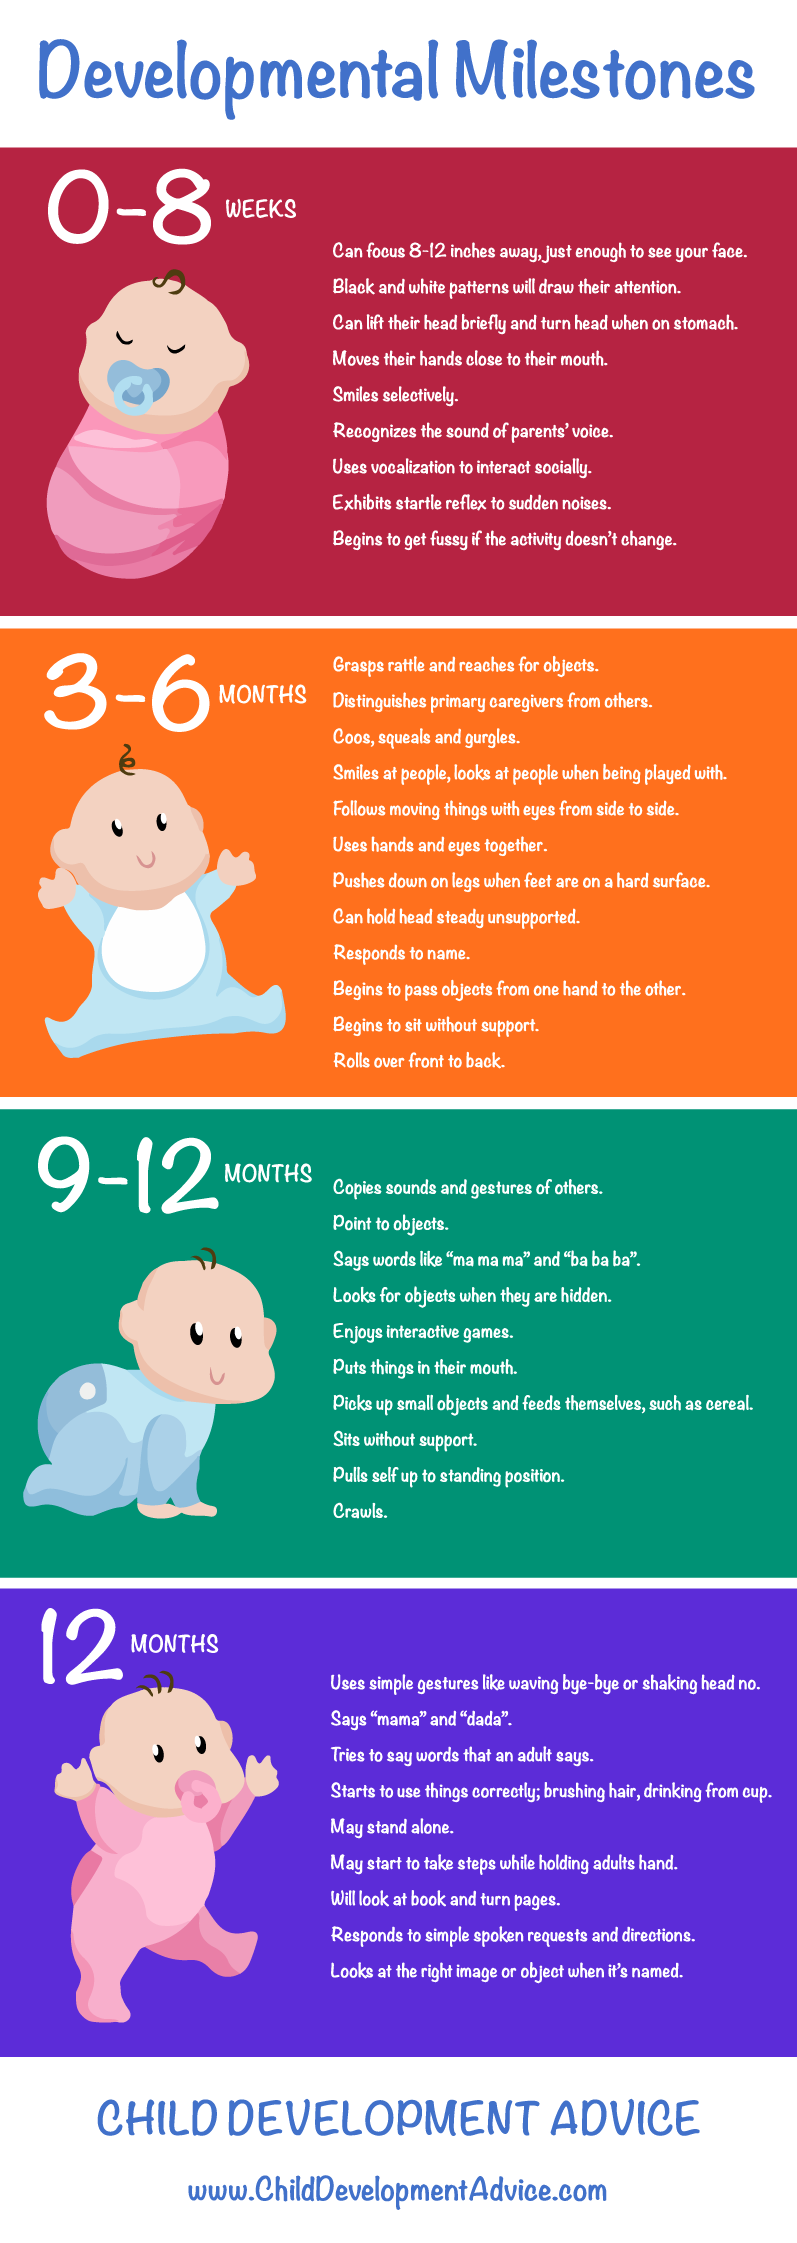 Developmental Milestones
0-8 WEEKS
Can focus 8-12 inches away, just enough to see your face.
Black and white patterns will draw their attention.
Can lift their head briefly and turn head when on stomach.
Moves their hands close to their mouth.
Smiles selectively.
Recognizes the sound of parents’ voice.
Uses vocalization to interact socially.
Exhibits startle reflex to sudden noises.
Begins to get fussy if the activity doesn’t change.
3-6 MONTHS
Grasps rattle and reaches for objects.
Distinguishes primary caregivers from others.
Coos, squeals and gurgles.
Smiles at people, looks at people when being played with.
Follows moving things with eyes from side to side.
Uses hands and eyes together.
Pushes down on legs when feet are on a hard surface.
Can hold head steady unsupported.
Responds to name.
Begins to pass objects from one hand to the other.
Begins to sit without support.
Rolls over front to back.
9-12 MONTHS
Copies sounds and gestures of others.
Point to objects.
Says words like “ma ma ma” and “ba ba ba”.
Looks for objects when they are hidden.
Enjoys interactive games.
Puts things in their mouth.
Picks up small objects and feeds themselves, such as cereal.
Sits without support.
Pulls self up to standing position.
Crawls.
12 MONTHS
Uses simple gestures like waving bye-bye or shaking head no.
Says “mama” and “dada”.
Tries to say words that an adult says.
Starts to use things correctly; brushing hair, drinking from cup.
May stand alone.
May start to take steps while holding adults hand.
Will look at book and turn pages.
Responds to simple spoken requests and directions.
Looks at the right image or object when it’s named.
CHILD DEVELOPMENT ADVICE
www.ChildDevelopmentAdvice.com